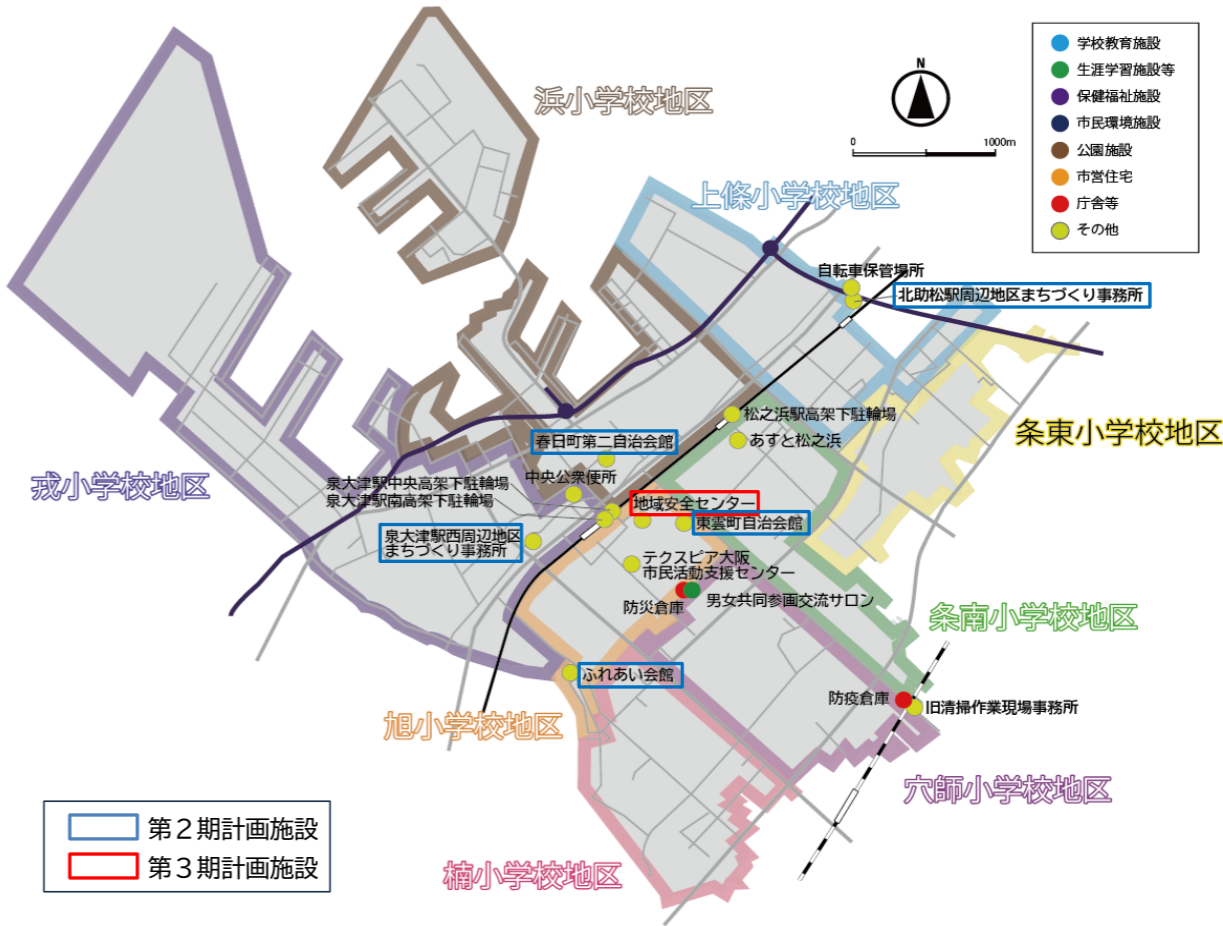 浜小学校地区
N
0 1000m
学校教育施設
生涯学習施設等
保健福祉施設
市民環境施設
公園施設
市営住宅
庁舎等
その他
上條小学校地区
自転車保管場所
北助松駅周辺地区まちづくり事務所
松之浜駅高架下駐輪場
あすと松之浜
条東小学校地区
春日町第二自治会館
中央公衆便所
戎小学校地区
泉大津駅中央高架下駐輪場
泉大津駅南高架下駐輪場
地域安全センター
東雲町自治会館
泉大津駅西周辺地区
まちづくり事務所
テクスピア大阪
市民活動支援センター
防災倉庫
男女共同参画交流サロン
条南小学校地区
ふれあい会館
防疫倉庫
旧清掃作業現場事務所
旭小学校地区
穴師小学校地区
楠小学校地区
第2期計画施設
第3期計画施設